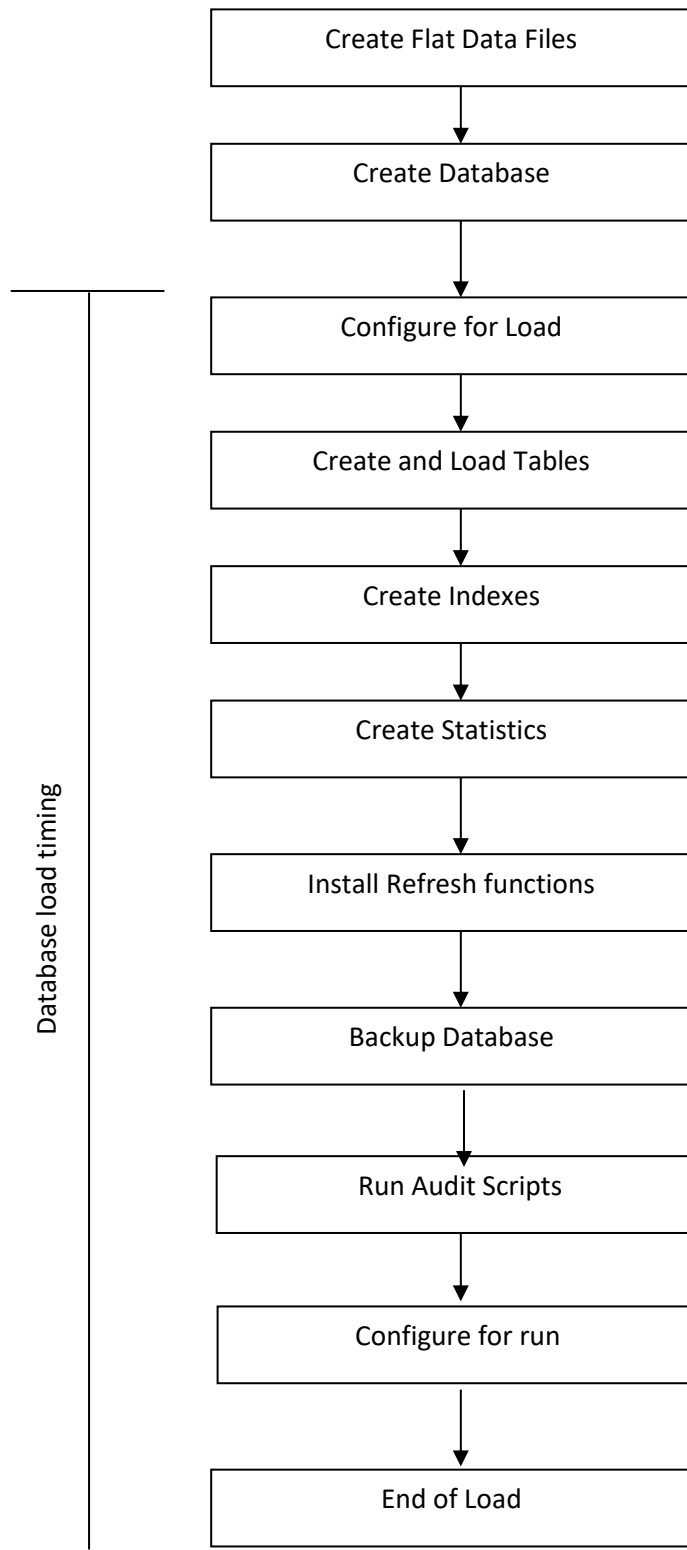 Create Flat Data Files
Create Database
Configure for Load
Create and Load Tables
Create Indexes
Create Statistics
Install Refresh functions
Backup Database
Run Audit Scripts
Configure for run
End of Load
Database load timing